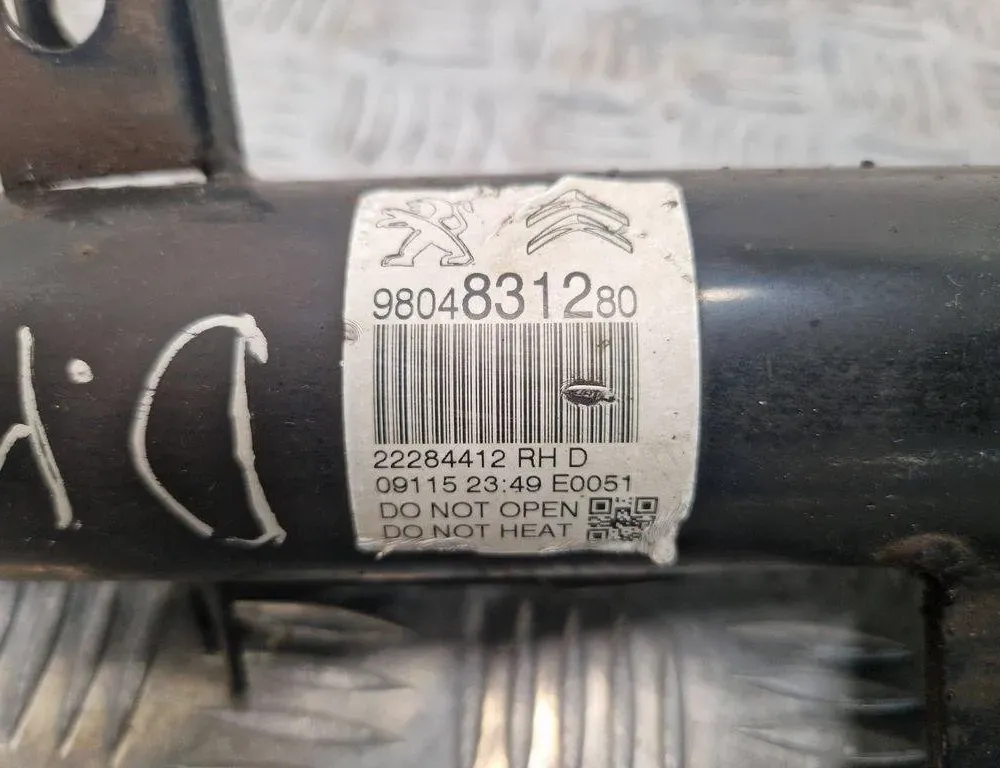 9804831280
22284412 RH D
09115 23:49 E0051
DO NOT OPEN
DO NOT HEAT